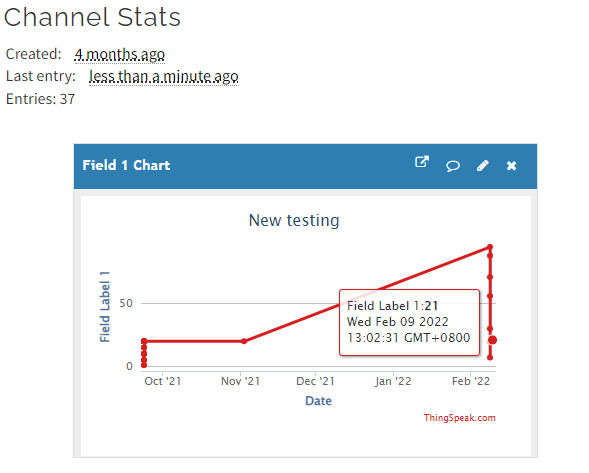 Channel Stats
Created: 4 months ago
Last entry: less than a minute ago
Entries: 37
Field 1 Chart
New testing
Field Label 1
50
0
Field Label 1:21
Wed Feb 09 2022
13:02:31 GMT+0800
Oct '21 Nov '21 Dec '21 Jan '22 Feb '22
Date
ThingSpeak.com